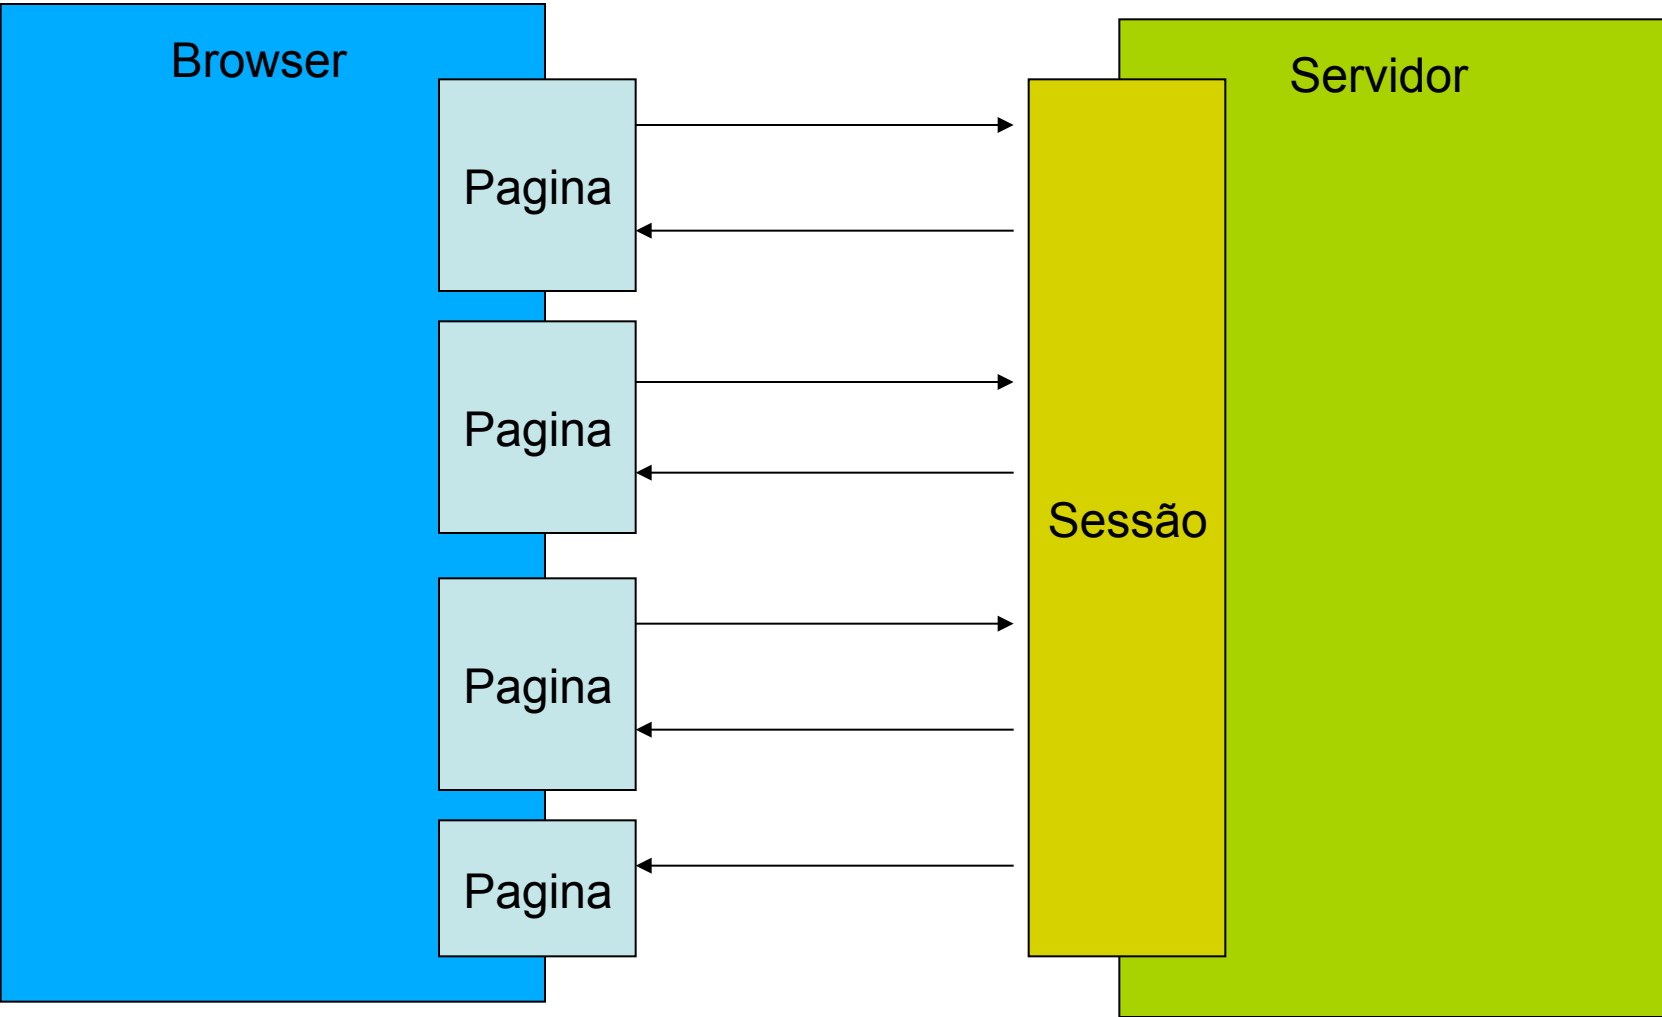 Browser
Servidor
Pagina
Pagina
Sessão
Pagina
Pagina